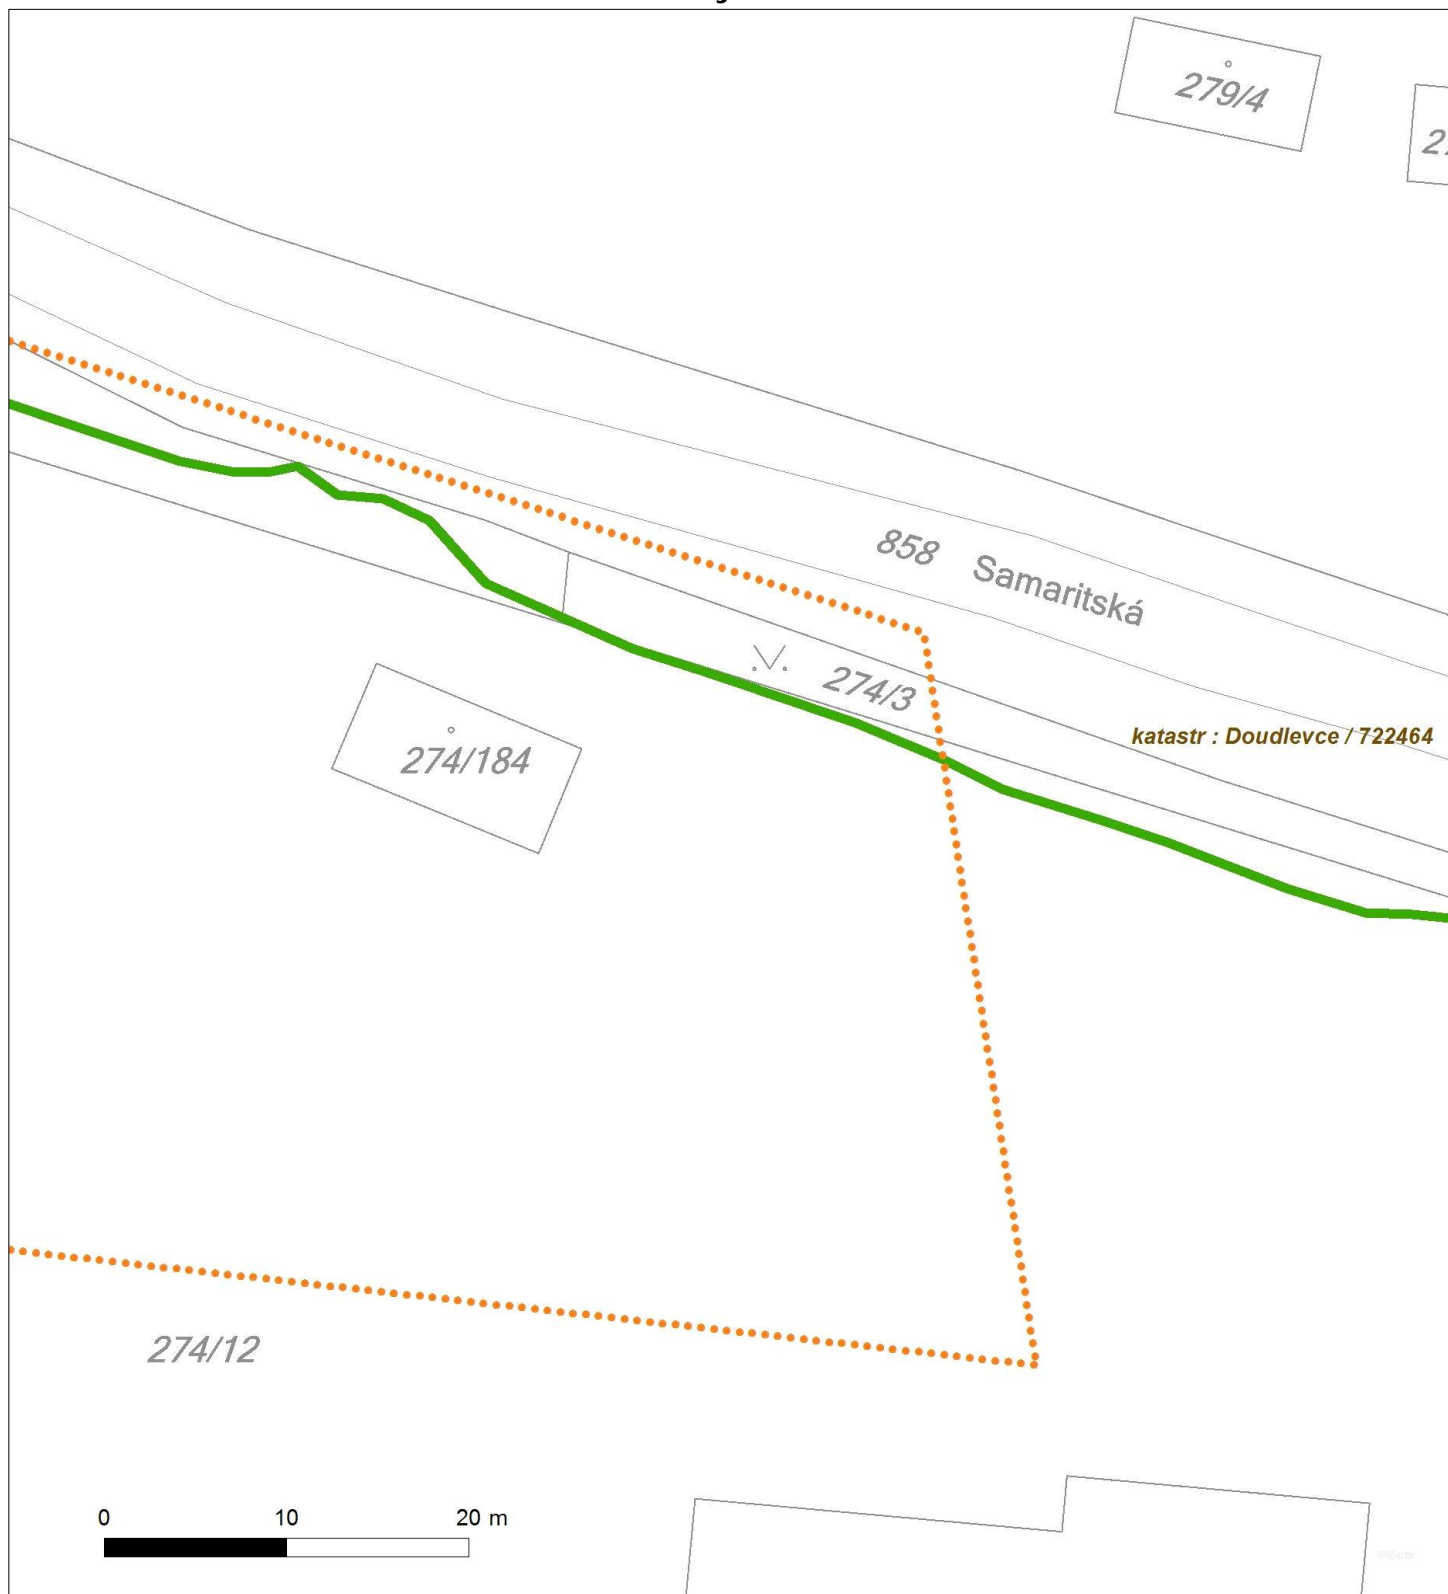 279/4
858 Samaritská
274/3
katastr : Doudlevce / 722464
274/184
274/12
0 10 20 m